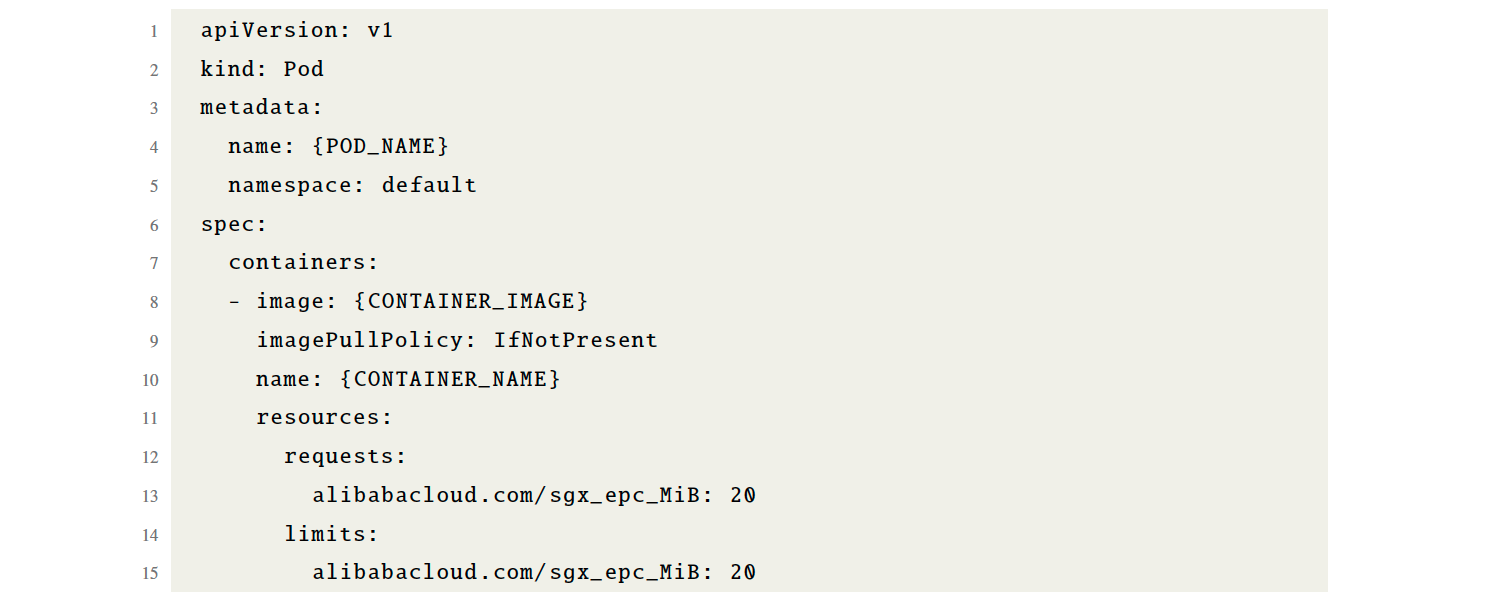 1 apiVersion: v1
2 kind: Pod
3 metadata:
4   name: {POD_NAME}
5   namespace: default
6 spec:
7   containers:
8   - image: {CONTAINER_IMAGE}
9     imagePullPolicy: IfNotPresent
10     name: {CONTAINER_NAME}
11     resources:
12       requests:
13         alibabacloud.com/sgx_epc_MiB: 20
14       limits:
15         alibabacloud.com/sgx_epc_MiB: 20